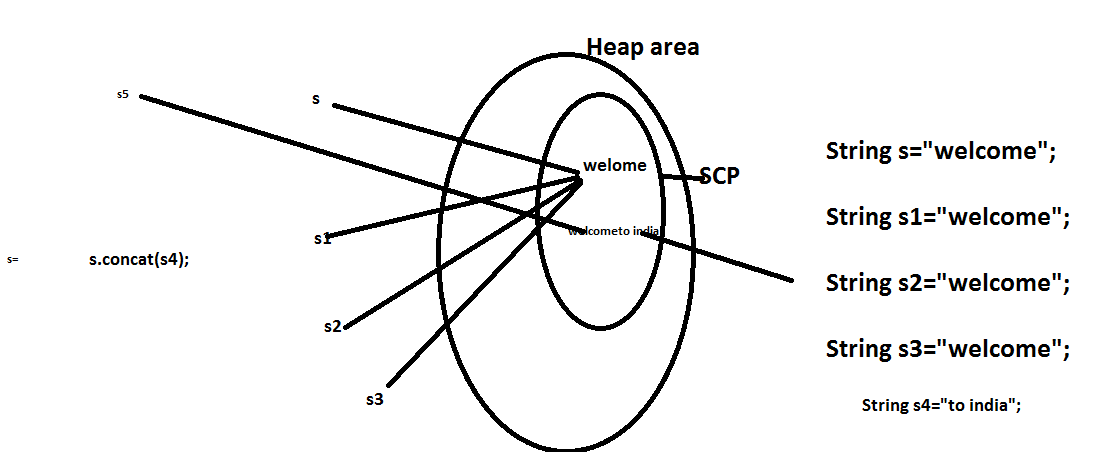 Heap area
s5
s
welome
SCP
String s="welcome";
String s1="welcome";
s1
welcometo india
s=
s.concat(s4);
String s2="welcome";
s2
String s3="welcome";
s3
String s4="to india";